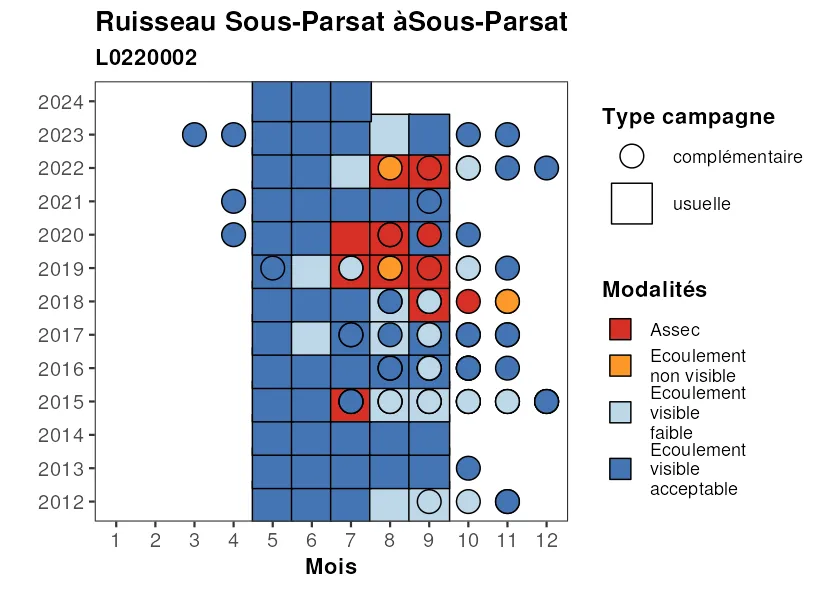 Ruisseau Sous-Parsat àSous-Parsat
L0220002
2024
2023
2022
2021
2020
2019
2018
2017
2016
2015
2014
2013
2012
1 2 3 4 5 6 7 8 9 10 11 12
Mois
Type campagne
complémentaire
usuelle
Modalités
Assec
Ecoulement
non visible
Ecoulement
visible
faible
Ecoulement
visible
acceptable